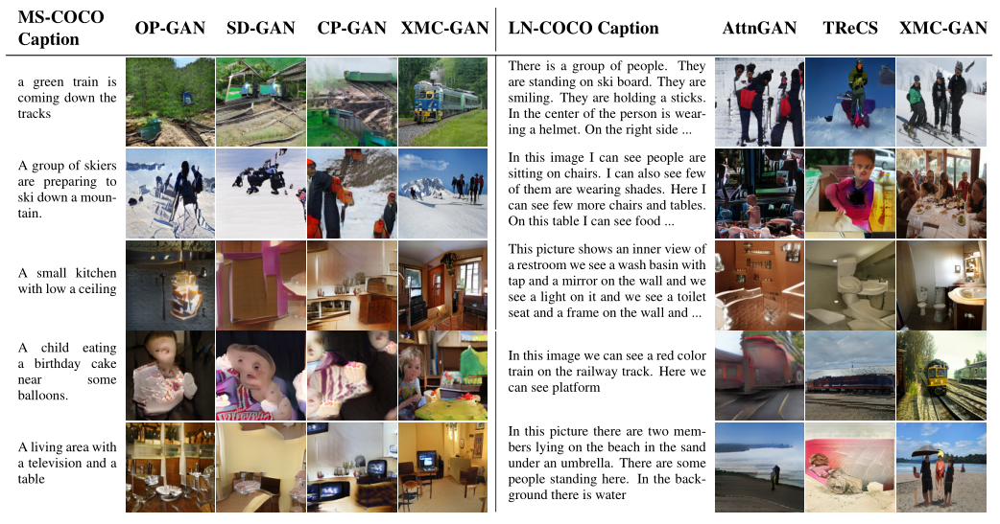 MS-COCO
Caption
OP-GAN SD-GAN CP-GAN XMC-GAN
LN-COCO Caption AttnGAN TReCS XMC-GAN
a green train is
coming down the
tracks
There is a group of people. They
are standing on ski board. They are
smiling. They are holding a sticks.
In the center of the person is wear-
ing a helmet. On the right side ...
A group of skiers
are preparing to
ski down a moun-
tain.
In this image I can see people are
sitting on chairs. I can also see few
of them are wearing shades. Here I
can see few more chairs and tables.
On this table I can see food ...
A small kitchen
with low a ceiling
This picture shows an inner view of
a restroom we see a wash basin with
tap and a mirror on the wall and we
see a light on it and we see a toilet
seat and a frame on the wall and ...
A child eating
a birthday cake
near some
balloons.
In this image we can see a red color
train on the railway track. Here we
can see platform
A living area with
a television and a
table
In this picture there are two mem-
bers lying on the beach in the sand
under an umbrella. There are some
people standing here. In the back-
ground there is water